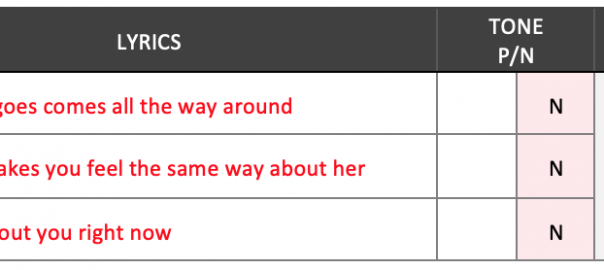 LYRICS
TONE
P/N
goes comes all the way around
N
akes you feel the same way about her
N
out you right now
N